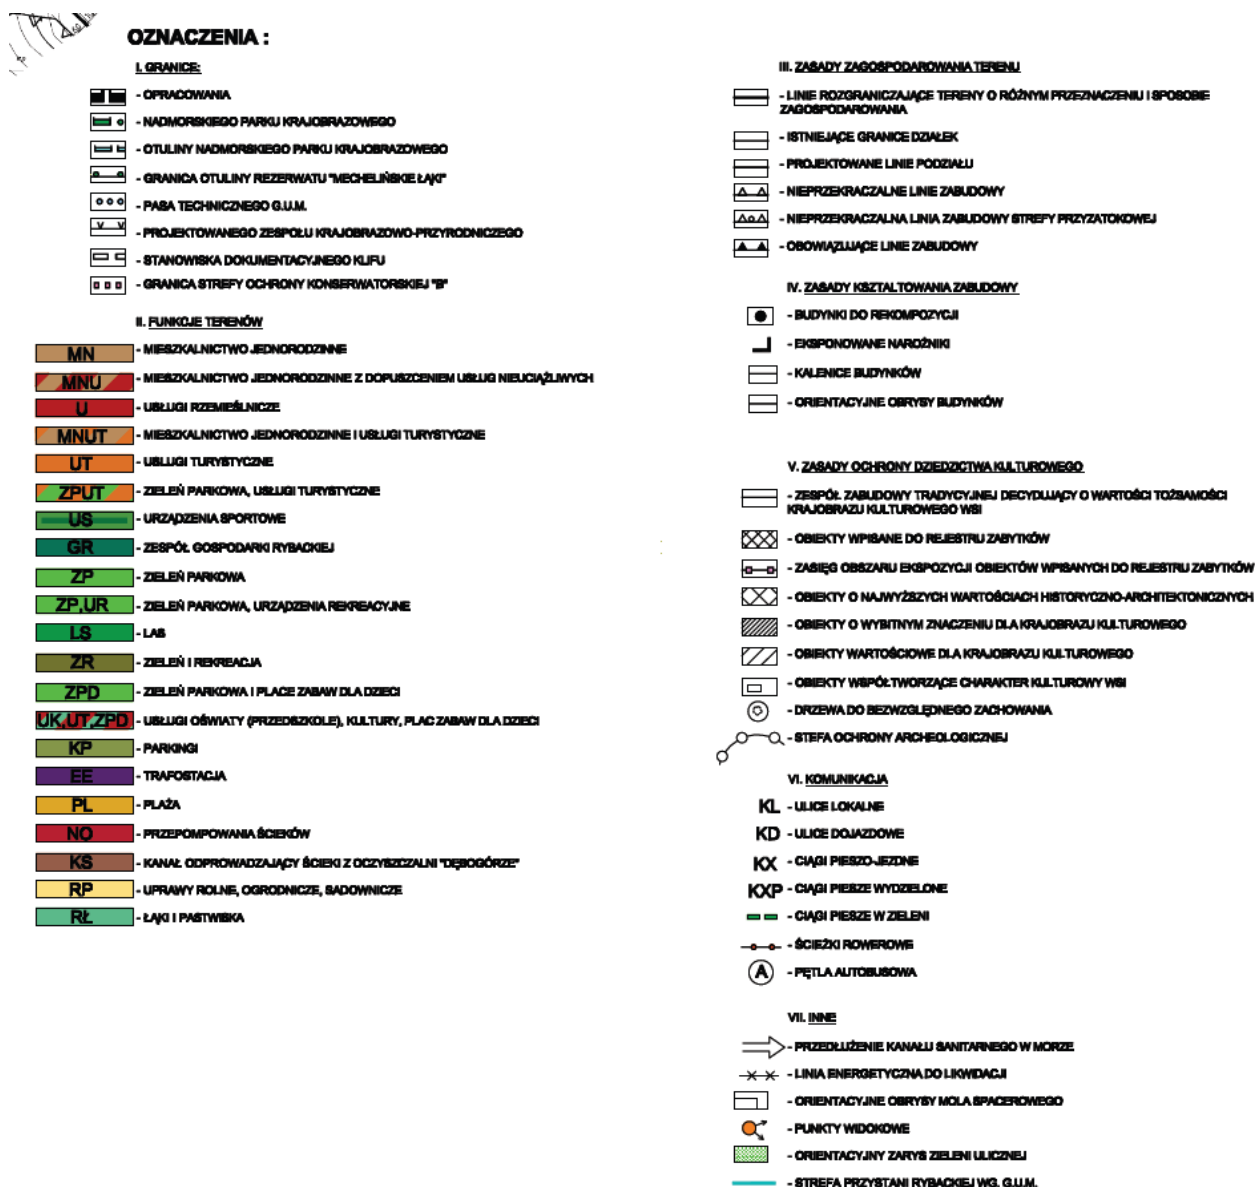 OZNACZENIA :
I. GRANICE:
- OPRACOWANIA
- NADMORSKIEGO PARKU KRAJOBRAZOWEGO
- OTULINY NADMORSKIEGO PARKU KRAJOBRAZOWEGO
- GRANICA OTULINY REZERWATU "MECHELIŃSKIE ŁĄKI"
- PASA TECHNICZNEGO G.U.M.
- PROJEKTOWANEGO ZESPOŁU KRAJOBRAZOWO-PRZYRODNICZEGO
- STANOWISKA DOKUMENTACYJNEGO KLIFU
- GRANICA STREFY OCHRONY KONSERWATORSKIEJ "B"
II. FUNKCJE TERENÓW
MN - MIESZKALNICTWO JEDNORODZINNE
MNU - MIESZKALNICTWO JEDNORODZINNE Z DOPUSZCENIEM USŁUG NIEUCIĄŻLIWYCH
U - USŁUGI RZEMIEŚLNICZE
MNUT - MIESZKALNICTWO JEDNORODZINNE I USŁUGI TURYSTYCZNE
UT - USLUGI TURYSTYCZNE
ZPUT - ZIELEŃ PARKOWA, USŁUGI TURYSTYCZNE
US - URZĄDZENIA SPORTOWE
GR - ZESPÓŁ GOSPODARKI RYBACKIEJ
ZP - ZIELEŃ PARKOWA
ZP,UR - ZIELEŃ PARKOWA, URZĄDZENIA REKREACYJNE
LS - LAS
ZR - ZIELEŃ I REKREACJA
ZPD - ZIELEŃ PARKOWA I PLACE ZABAW DLA DZIECI
UK,UT,ZPD - USŁUGI OŚWIATY (PRZEDSZKOLE), KULTURY, PLAC ZABAW DLA DZIECI
KP - PARKINGI
EE - TRAFOSTACJA
PL - PLAŻA
NO - PRZEPOMPOWANIA ŚCIEKÓW
KS - KANAŁ ODPROWADZAJĄCY ŚCIEKI Z OCZYSZCZALNI "DĘBOGÓRZE"
RP - UPRAWY ROLNE, OGRODNICZE, SADOWNICZE
RŁ - ŁĄKI I PASTWISKA
III. ZASADY ZAGOSPODAROWANIA TERENU
- LINIE ROZGRANICZAJĄCE TERENY O RÓŻNYM PRZEZNACZENIU I SPOSOBIE
ZAGOSPODAROWANIA
- ISTNIEJĄCE GRANICE DZIAŁEK
- PROJEKTOWANE LINIE PODZIAŁU
- NIEPRZEKRACZALNE LINIE ZABUDOWY
- NIEPRZEKRACZALNA LINIA ZABUDOWY STREFY PRZYZATOKOWEJ
- OBOWIĄZUJĄCE LINIE ZABUDOWY
IV. ZASADY KSZTAŁTOWANIA ZABUDOWY
- BUDYNKI DO REKOMPOZYCJI
- EKSPONOWANE NAROŻNIKI
- KALENICE BUDYNKÓW
- ORIENTACYJNE OBRYSY BUDYNKÓW
V. ZASADY OCHRONY DZIEDZICTWA KULTUROWEGO
- ZESPÓŁ ZABUDOWY TRADYCYJNEJ DECYDUJĄCY O WARTOŚCI TOŻSAMOŚCI
KRAJOBRAZU KULTUROWEGO WSI
- OBIEKTY WPISANE DO REJESTRU ZABYTKÓW
- ZASIĘG OBSZARU EKSPOZYCJI OBIEKTÓW WPISANYCH DO REJESTRU ZABYTKÓW
- OBIEKTY O NAJWYŻSZYCH WARTOŚCIACH HISTORYCZNO-ARCHITEKTONICZNYCH
- OBIEKTY O WYBITNYM ZNACZENIU DLA KRAJOBRAZU KULTUROWEGO
- OBIEKTY WARTOŚCIOWE DLA KRAJOBRAZU KULTUROWEGO
- OBIEKTY WSPÓŁTWORZĄCE CHARAKTER KULTUROWY WSI
- DRZEWA DO BEZWZGLĘDNEGO ZACHOWANIA
- STEFA OCHRONY ARCHEOLOGICZNEJ
VI. KOMUNIKACJA
KL - ULICE LOKALNE
KD - ULICE DOJAZDOWE
KX - CIĄGI PIESZO-JEZDNE
KXP - CIĄGI PIESZE WYDZIELONE
- CIĄGI PIESZE W ZIELENI
- ŚCIEŻKI ROWEROWE
A - PĘTLA AUTOBUSOWA
VII. INNE
- PRZEDŁUŻENIE KANAŁU SANITARNEGO W MORZE
- LINIA ENERGETYCZNA DO LIKWIDACJI
- ORIENTACYJNE OBRYSY MOLA SPACEROWEGO
- PUNKTY WIDOKOWE
- ORIENTACYJNY ZARYS ZIELENI ULICZNEJ
- STREFA PRZYSTANI RYBACKIEJ WG. G.U.M.